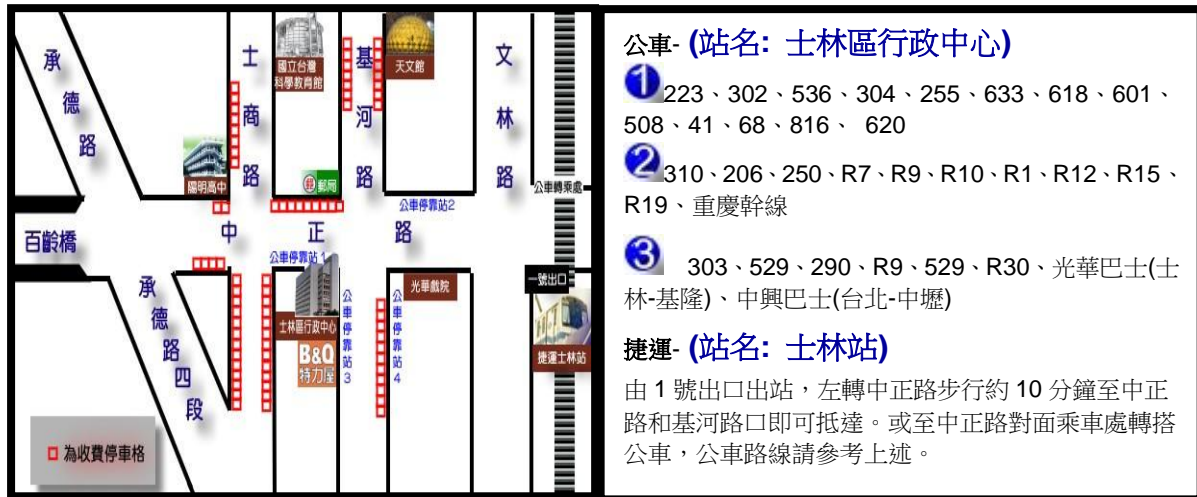 承德路
士商路
國立台灣
科學教育館
基河路
天文館
文林路
陽明高中
郵局
公車轉乘處
公車停靠站2
百齡橋
中正路
公車停靠站1
一號出口
光華戲院
承德路四段
士林區行政中心
B&Q
特力屋
公車停靠站3
公車停靠站4
捷運士林站
為收費停車格
公車- (站名: 士林區行政中心)
1 223、302、536、304、255、633、618、601、
508、41、68、816、 620
2 310、206、250、R7、R9、R10、R1、R12、R15、
R19、重慶幹線
3 303、529、290、R9、529、R30、光華巴士(士
林-基隆)、中興巴士(台北-中壢)
捷運- (站名: 士林站)
由 1 號出口出站，左轉中正路步行約 10 分鐘至中正
路和基河路口即可抵達。或至中正路對面乘車處轉搭
公車，公車路線請參考上述。